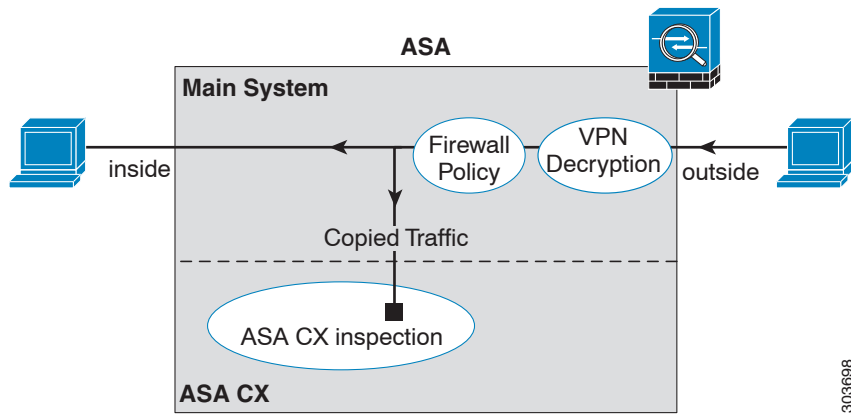 ASA
Main System
Firewall
Policy
VPN
Decryption
inside
outside
Copied Traffic
ASA CX inspection
ASA CX
303698